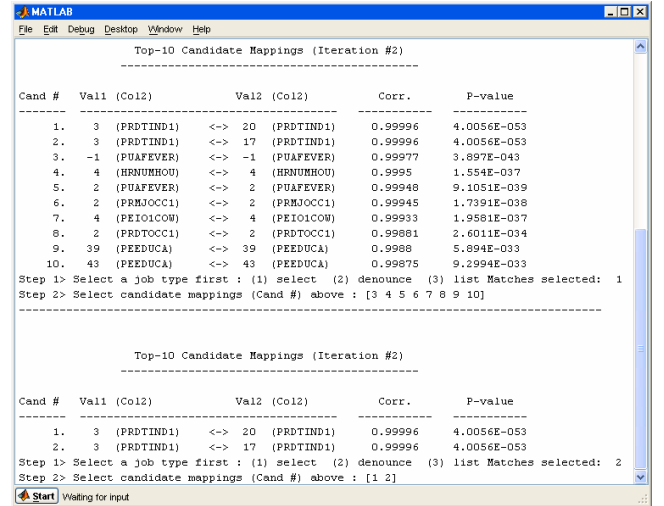 MATLAB
File Edit Debug Desktop Window Help
Top-10 Candidate Mappings (Iteration #2)
--------------------------------------------
Cand # Val1 (Col2) Val2 (Col2) Corr. P-value
------- ----------------------------------- ----------- -----------
1. 3 (PRDTIND1) <-> 20 (PRDTIND1) 0.99996 4.0056E-053
2. 3 (PRDTIND1) <-> 17 (PRDTIND1) 0.99996 4.0056E-053
3. -1 (PUAFEVER) <-> -1 (PUAFEVER) 0.99977 3.897E-043
4. 4 (HRNUMHOU) <-> 4 (HRNUMHOU) 0.9995 1.554E-037
5. 2 (PUAFEVER) <-> 2 (PUAFEVER) 0.99948 9.1051E-039
6. 2 (PRMJOCC1) <-> 2 (PRMJOCC1) 0.99945 1.7391E-038
7. 4 (PEIO1COW) <-> 4 (PEIO1COW) 0.99933 1.9581E-037
8. 2 (PRDTOCC1) <-> 2 (PRDTOCC1) 0.99881 2.6011E-034
9. 39 (PEEDUCA) <-> 39 (PEEDUCA) 0.9988 5.894E-033
10. 43 (PEEDUCA) <-> 43 (PEEDUCA) 0.99875 9.2994E-033
Step 1> Select a job type first : (1) select (2) denounce (3) list Matches selected: 1
Step 2> Select candidate mappings (Cand #) above : [3 4 5 6 7 8 9 10]
--------------------------------------------------------------------------------------
Top-10 Candidate Mappings (Iteration #2)
--------------------------------------------
Cand # Val1 (Col2) Val2 (Col2) Corr. P-value
------- ----------------------------------- ----------- -----------
1. 3 (PRDTIND1) <-> 20 (PRDTIND1) 0.99996 4.0056E-053
2. 3 (PRDTIND1) <-> 17 (PRDTIND1) 0.99996 4.0056E-053
Step 1> Select a job type first : (1) select (2) denounce (3) list Matches selected: 2
Step 2> Select candidate mappings (Cand #) above : [1 2]
Start Waiting for input